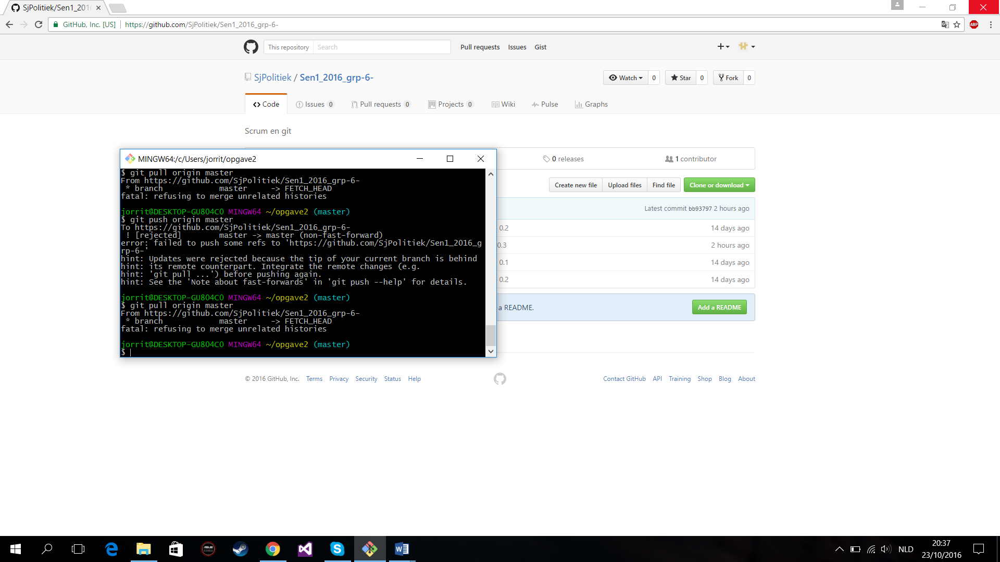 SjPolitiek/Sen1_201
GitHub, Inc. [US] https://github.com/SjPolitiek/Sen1_2016_grp-6-
ABP
This repository Search Pull requests Issues Gist
SjPolitiek / Sen1_2016_grp-6-
Watch 0 Star 0 Fork 0
Code Issues 0 Pull requests 0 Projects 0 Wiki Pulse Graphs
Scrum en git
0 releases 1 contributor
Create new file Upload files Find file Clone or download
Latest commit bb93797 2 hours ago
0.2 14 days ago
0.3 2 hours ago
0.1 14 days ago
0.2 14 days ago
a README. Add a README
MINGW64:/c/Users/jorrit/opgave2
$ git pull origin master
From https://github.com/SjPolitiek/Sen1_2016_grp-6-
* branch master -> FETCH_HEAD
fatal: refusing to merge unrelated histories
jorrit@DESKTOP-GU804CO MINGW64 ~/opgave2 (master)
$ git push origin master
To https://github.com/SjPolitiek/Sen1_2016_grp-6-
! [rejected] master -> master (non-fast-forward)
error: failed to push some refs to 'https://github.com/SjPolitiek/Sen1_2016_g
rp-6-'
hint: Updates were rejected because the tip of your current branch is behind
hint: its remote counterpart. Integrate the remote changes (e.g.
hint: 'git pull ...') before pushing again.
hint: See the 'Note about fast-forwards' in 'git push --help' for details.
jorrit@DESKTOP-GU804CO MINGW64 ~/opgave2 (master)
$ git pull origin master
From https://github.com/SjPolitiek/Sen1_2016_grp-6-
* branch master -> FETCH_HEAD
fatal: refusing to merge unrelated histories
jorrit@DESKTOP-GU804CO MINGW64 ~/opgave2 (master)
$
© 2016 GitHub, Inc. Terms Privacy Security Status Help Contact GitHub API Training Shop Blog About
NLD
20:37
23/10/2016